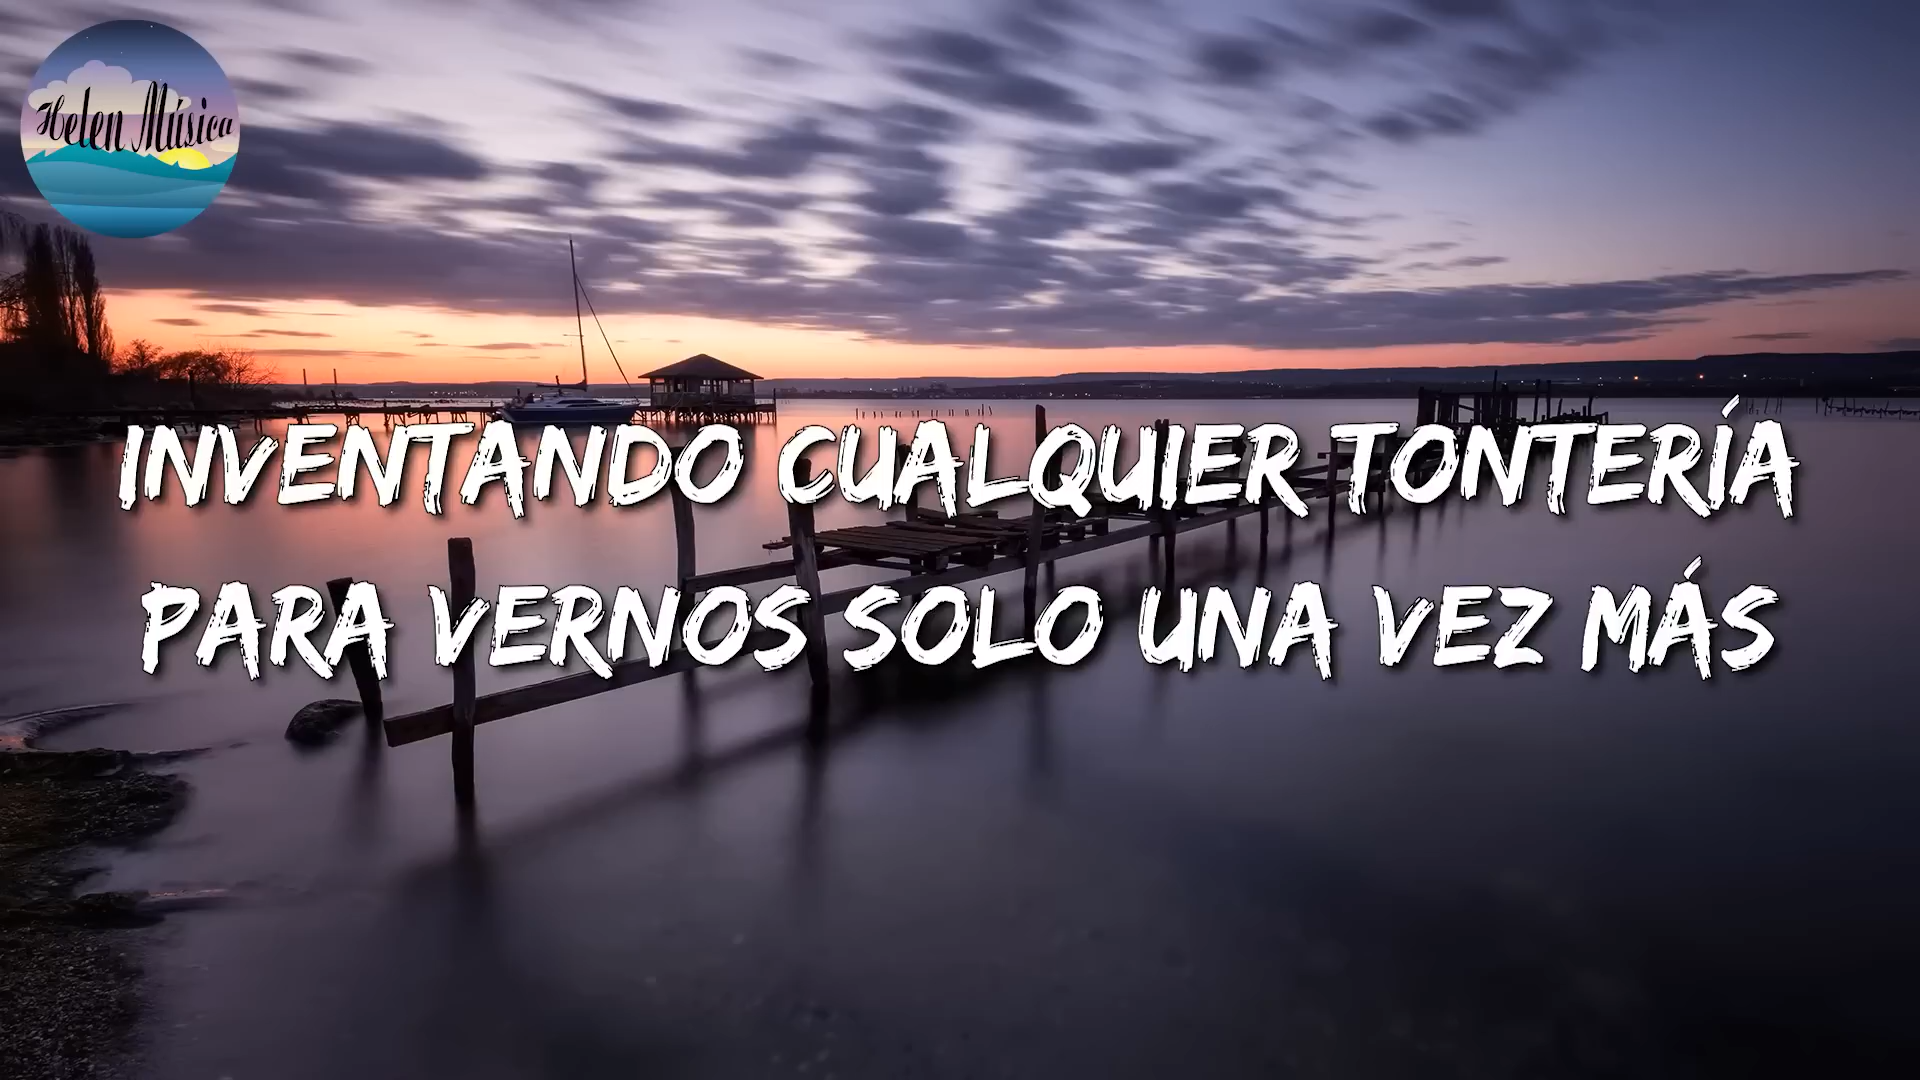 Helen Música
INVENTANDO CUALQUIER TONTERÍA
PARA VERNOS SOLO UNA VEZ MÁS